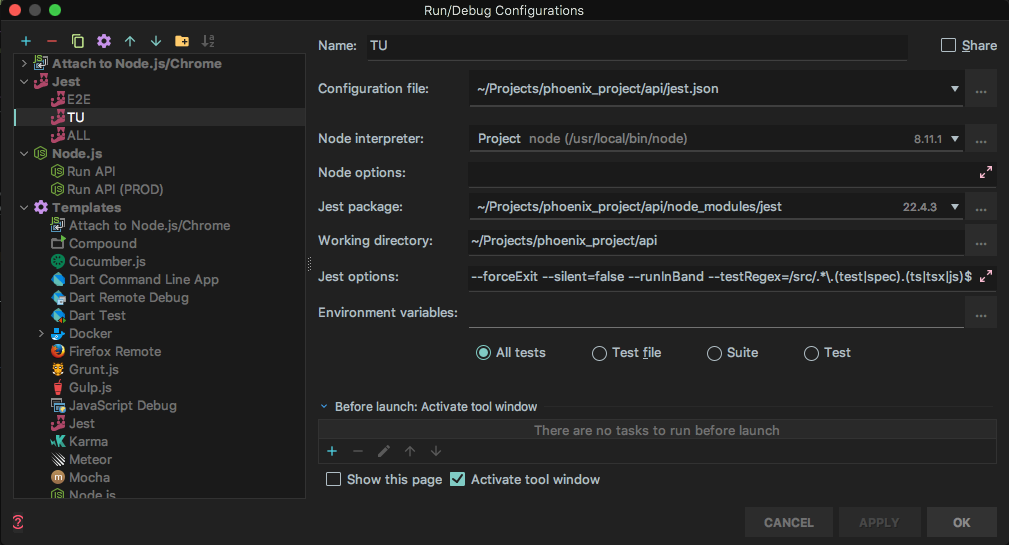 Run/Debug Configurations
Attach to Node.js/Chrome
Jest
E2E
TU
ALL
Node.js
Run API
Run API (PROD)
Templates
Attach to Node.js/Chrome
Compound
Cucumber.js
Dart Command Line App
Dart Remote Debug
Dart Test
Docker
Firefox Remote
Grunt.js
Gulp.js
JavaScript Debug
Jest
Karma
Meteor
Mocha
Node.js
Name: TU Share
Configuration file: ~/Projects/phoenix_project/api/jest.json ...
Node interpreter: Project node (/usr/local/bin/node) 8.11.1 ...
Node options:
Jest package: ~/Projects/phoenix_project/api/node_modules/jest 22.4.3 ...
Working directory: ~/Projects/phoenix_project/api ...
Jest options: --forceExit --silent=false --runInBand --testRegex=/src/.*\.(test|spec).(ts|tsx|js)$
Environment variables: ...
All tests Test file Suite Test
Before launch: Activate tool window
There are no tasks to run before launch
Show this page Activate tool window
? CANCEL APPLY OK